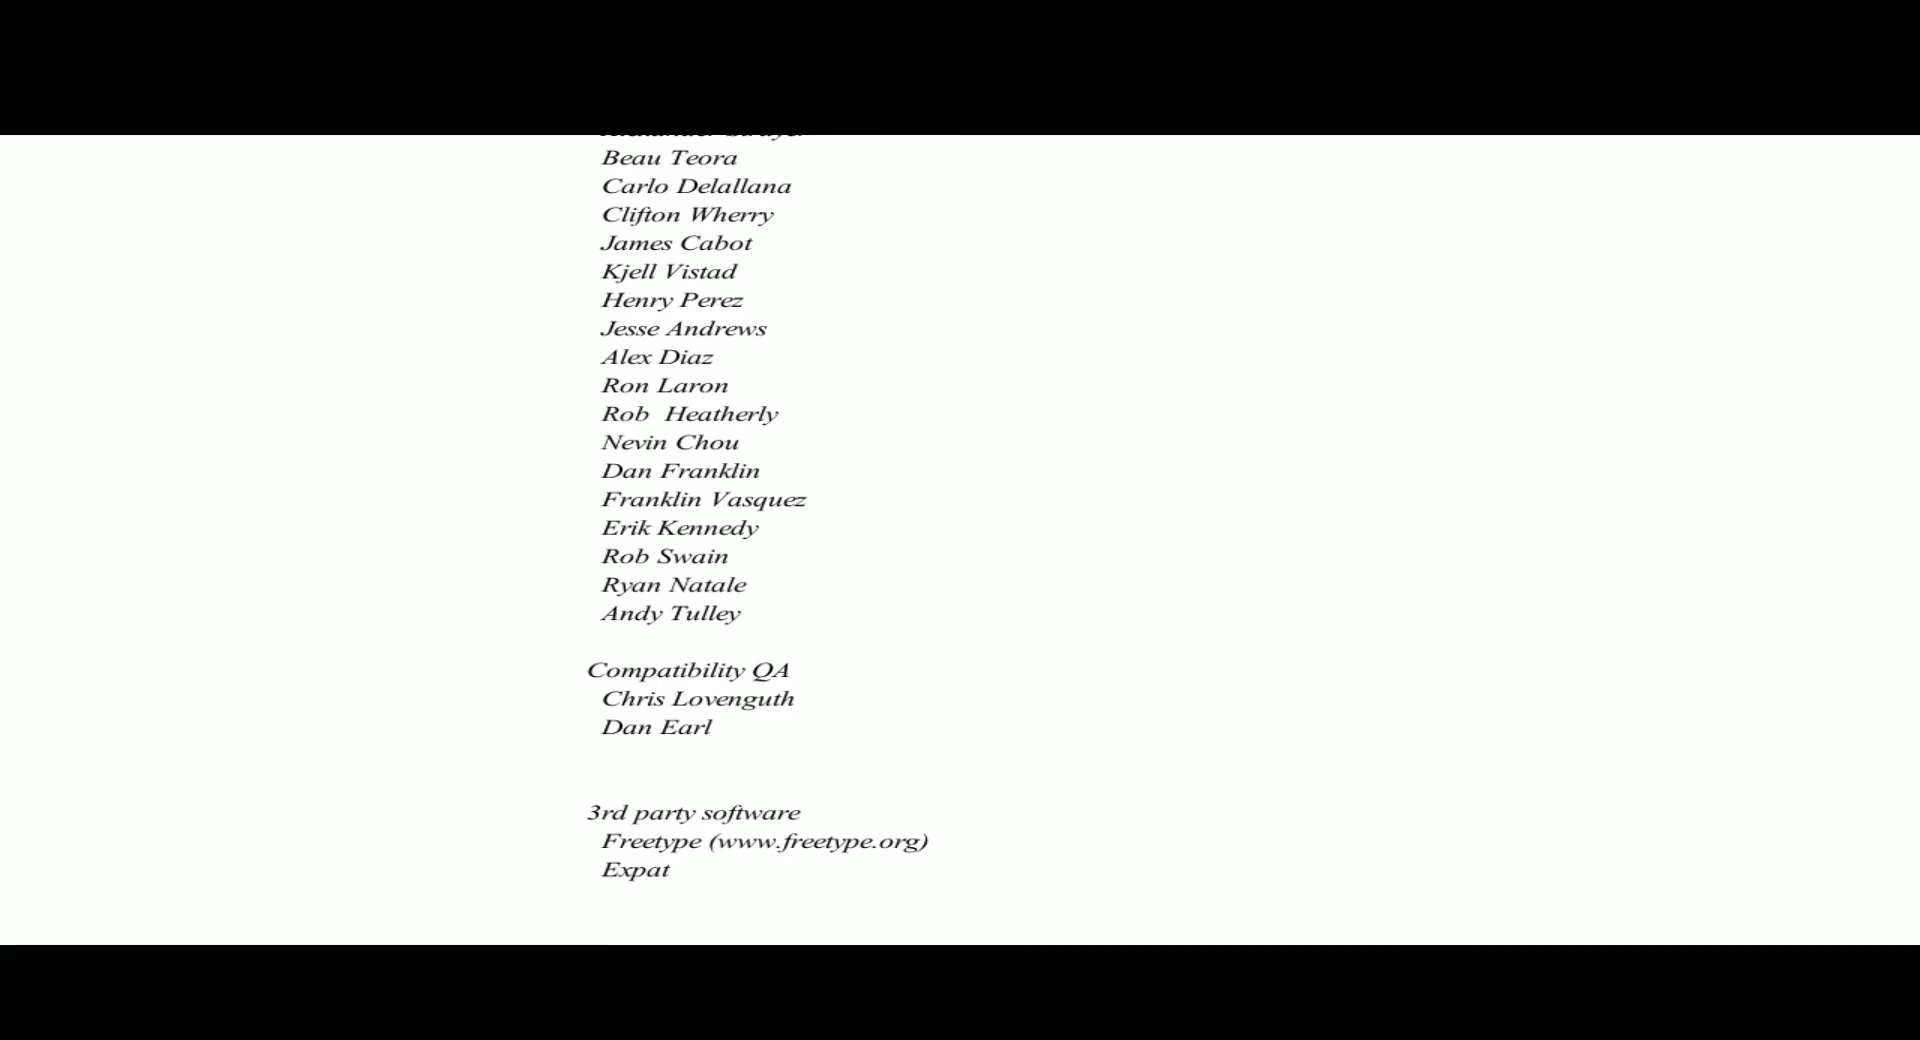 Beau Teora
Carlo Delallana
Clifton Wherry
James Cabot
Kjell Vistad
Henry Perez
Jesse Andrews
Alex Diaz
Ron Laron
Rob  Heatherly
Nevin Chou
Dan Franklin
Franklin Vasquez
Erik Kennedy
Rob Swain
Ryan Natale
Andy Tulley
Compatibility QA
Chris Lovenguth
Dan Earl
3rd party software
Freetype (www.freetype.org)
Expat